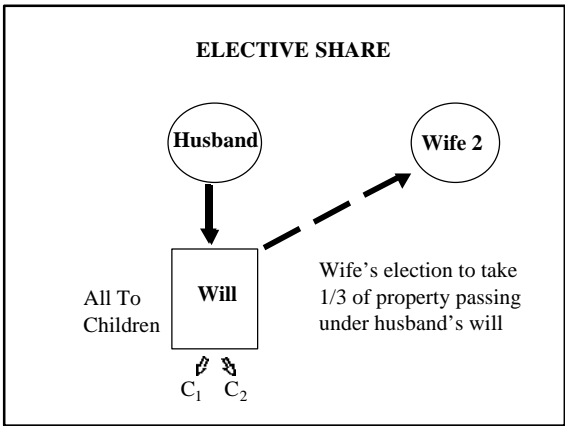 ELECTIVE SHARE
Husband
Wife 2
Will
All To
Children
Wife’s election to take
1/3 of property passing
under husband’s will
C₁ C₂